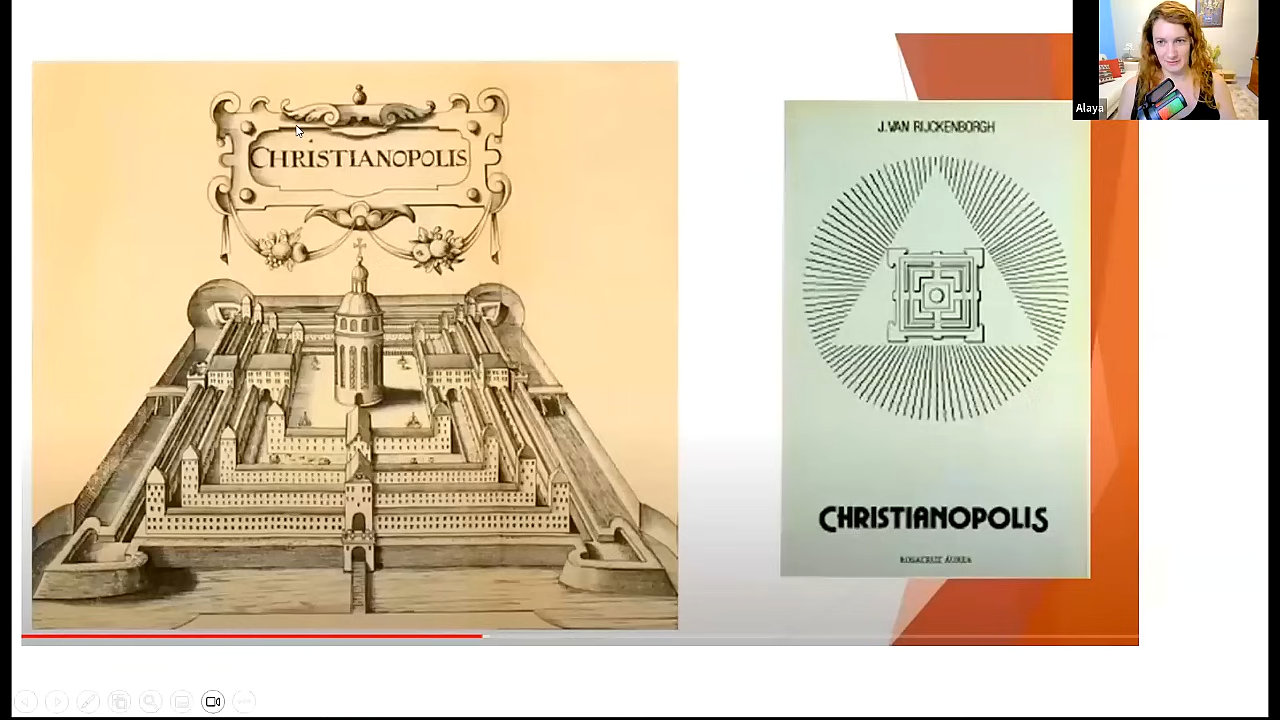 CHRISTIANOPOLIS
J. VAN RIJCKENBORGH
CHRISTIANOPOLIS
ROSACRUZ ÁUREA
Alaya